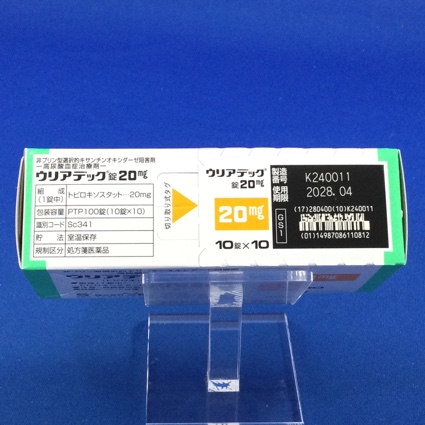 非プリン型選択的キサンチンオキシダーゼ阻害剤
―高尿酸血症治療剤―
ウリアデック錠20mg
組成(1錠中) トピロキソスタット…20mg
包装容量 PTP100錠(10錠×10)
識別コード Sc341
貯法 室温保存
規制区分 処方箋医薬品
切り取り式タグ
ウリアデック®
錠20mg
20mg
10錠×10
製造番号 K240011
使用期限 2028.04
(17)280400(10)K240011
GS1
(01)14987086110812